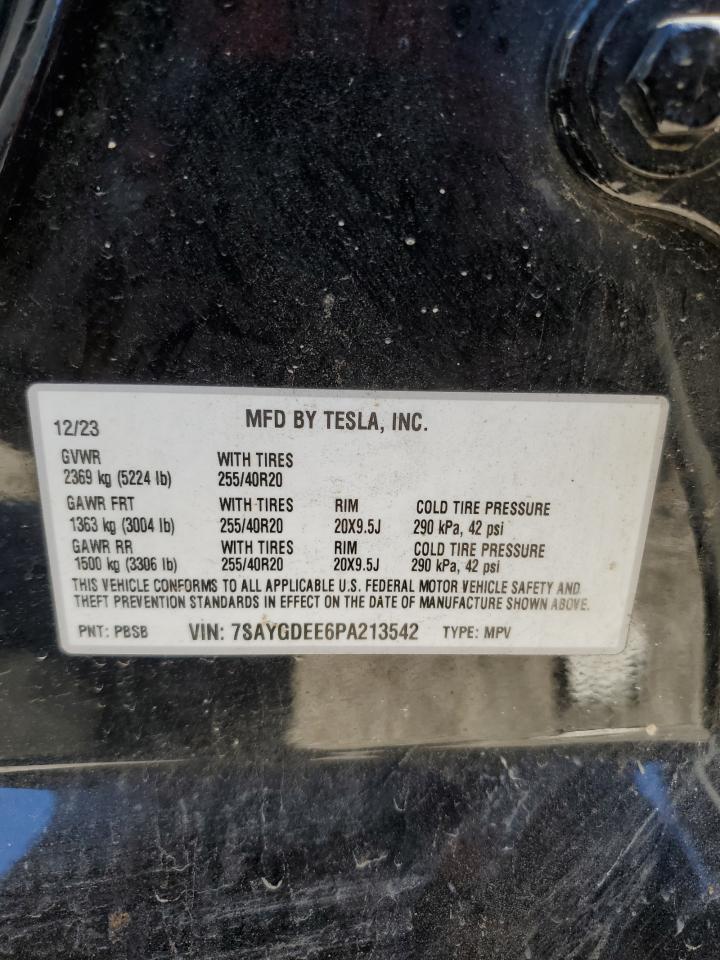 12/23 MFD BY TESLA, INC.
GVWR WITH TIRES
2369 kg (5224 lb) 255/40R20
GAWR FRT WITH TIRES RIM COLD TIRE PRESSURE
1363 kg (3004 lb) 255/40R20 20X9.5J 290 kPa, 42 psi
GAWR RR WITH TIRES RIM COLD TIRE PRESSURE
1500 kg (3306 lb) 255/40R20 20X9.5J 290 kPa, 42 psi
THIS VEHICLE CONFORMS TO ALL APPLICABLE U.S. FEDERAL MOTOR VEHICLE SAFETY AND
THEFT PREVENTION STANDARDS IN EFFECT ON THE DATE OF MANUFACTURE SHOWN ABOVE.
PNT: PBSB VIN: 7SAYGDEE6PA213542 TYPE: MPV